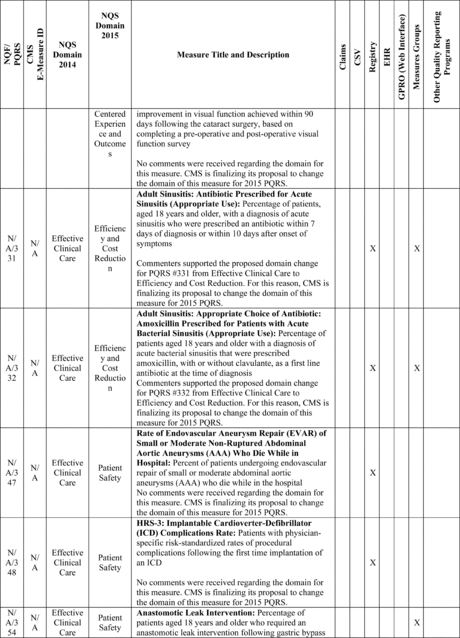 NQF/
PQRS
CMS
E-Measure ID
NQS
Domain
2014
NQS
Domain
2015
Measure Title and Description
Claims
CSV
Registry
EHR
GPRO (Web Interface)
Measures Groups
Other Quality Reporting
Programs
Centered
Experien
ce and
Outcome
s
improvement in visual function achieved within 90
days following the cataract surgery, based on
completing a pre-operative and post-operative visual
function survey
No comments were received regarding the domain for
this measure. CMS is finalizing its proposal to change
the domain of this measure for 2015 PQRS.
N/
A/3
31
N/
A
Effective
Clinical
Care
Efficienc
y and
Cost
Reductio
n
Adult Sinusitis: Antibiotic Prescribed for Acute
Sinusitis (Appropriate Use): Percentage of patients,
aged 18 years and older, with a diagnosis of acute
sinusitis who were prescribed an antibiotic within 7
days of diagnosis or within 10 days after onset of
symptoms
Commenters supported the proposed domain change
for PQRS #331 from Effective Clinical Care to
Efficiency and Cost Reduction. For this reason, CMS is
finalizing its proposal to change the domain of this
measure for 2015 PQRS.
X
X
N/
A/3
32
N/
A
Effective
Clinical
Care
Efficienc
y and
Cost
Reductio
n
Adult Sinusitis: Appropriate Choice of Antibiotic:
Amoxicillin Prescribed for Patients with Acute
Bacterial Sinusitis (Appropriate Use): Percentage of
patients aged 18 years and older with a diagnosis of
acute bacterial sinusitis that were prescribed
amoxicillin, with or without clavulante, as a first line
antibiotic at the time of diagnosis
Commenters supported the proposed domain change
for PQRS #332 from Effective Clinical Care to
Efficiency and Cost Reduction. For this reason, CMS is
finalizing its proposal to change the domain of this
measure for 2015 PQRS.
X
X
N/
A/3
47
N/
A
Effective
Clinical
Care
Patient
Safety
Rate of Endovascular Aneurysm Repair (EVAR) of
Small or Moderate Non-Ruptured Abdominal
Aortic Aneurysms (AAA) Who Die While in
Hospital: Percent of patients undergoing endovascular
repair of small or moderate abdominal aortic
aneurysms (AAA) who die while in the hospital
No comments were received regarding the domain for
this measure. CMS is finalizing its proposal to change
the domain of this measure for 2015 PQRS.
X
N/
A/3
48
N/
A
Effective
Clinical
Care
Patient
Safety
HRS-3: Implantable Cardioverter-Defibrillator
(ICD) Complications Rate: Patients with physician-
specific risk-standardized rates of procedural
complications following the first time implantation of
an ICD
No comments were received regarding the domain for
this measure. CMS is finalizing its proposal to change
the domain of this measure for 2015 PQRS.
X
N/
A/3
54
N/
A
Effective
Clinical
Care
Patient
Safety
Anastomotic Leak Intervention: Percentage of
patients aged 18 years and older who required an
anastomotic leak intervention following gastric bypass
X